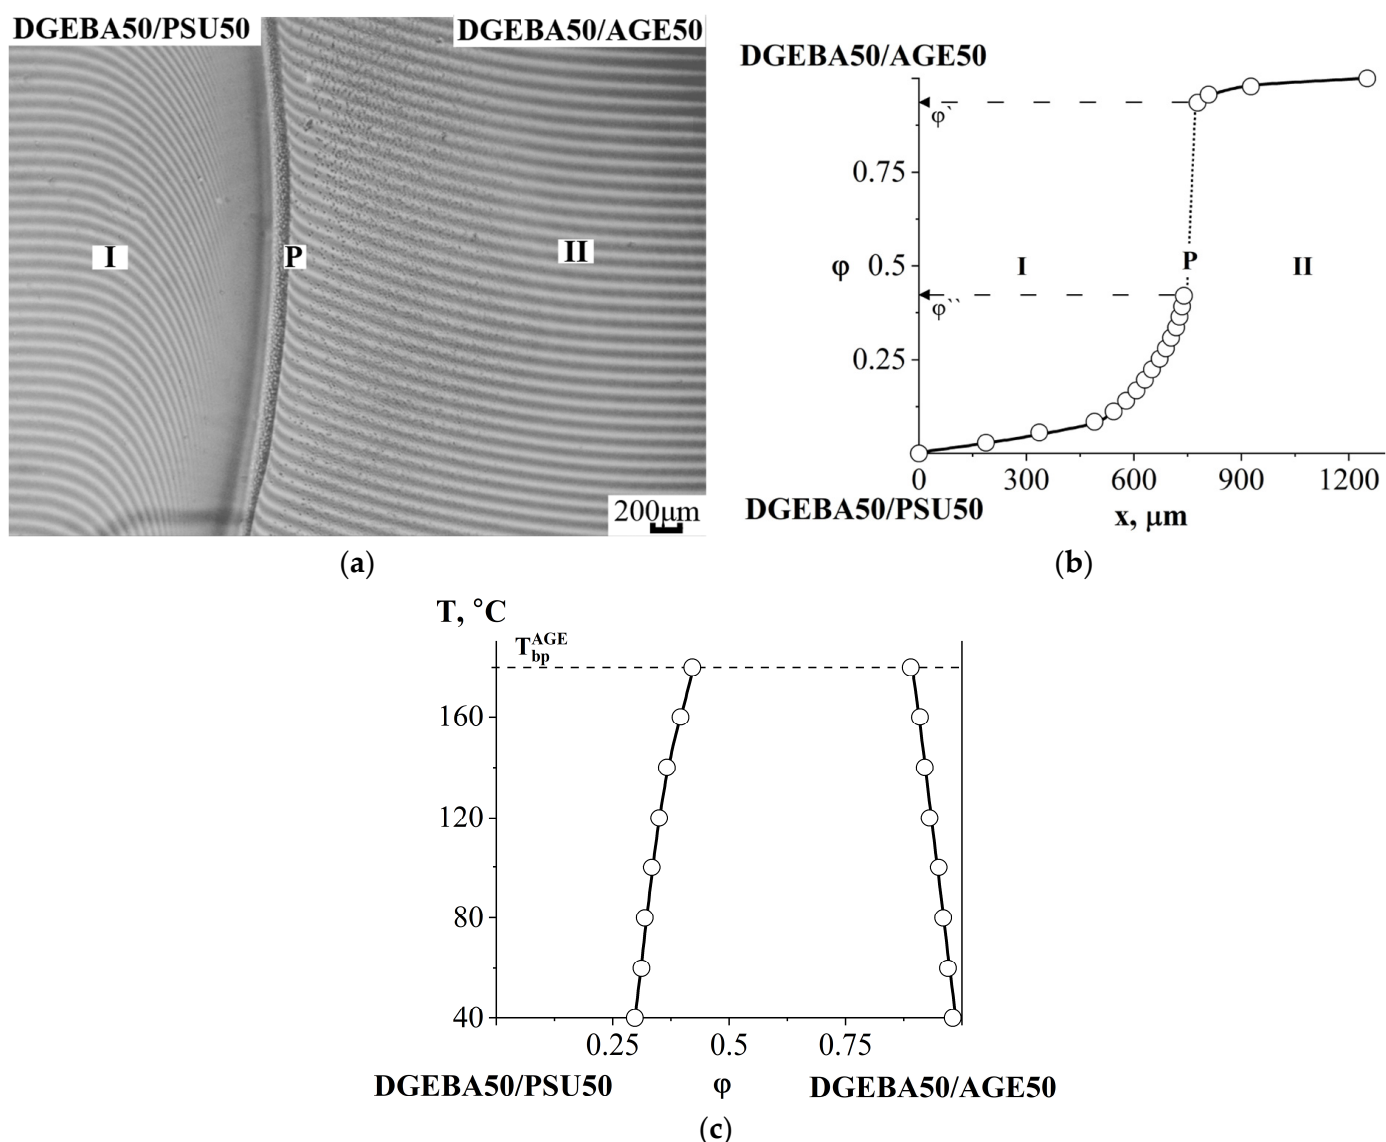 DGEBA50/PSU50
DGEBA50/AGE50
I
P
II
200μm
(a)
DGEBA50/AGE50
φ`
0.75
φ
0.5
I
P
II
φ``
0.25
0
300
600
900
1200
DGEBA50/PSU50
x, μm
(b)
T, °C
T_bp^AGE
160
120
80
40
0.25
0.5
0.75
DGEBA50/PSU50
φ
DGEBA50/AGE50
(c)